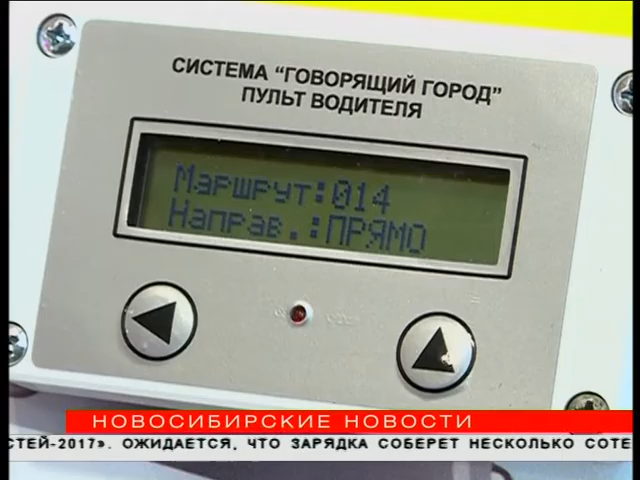 СИСТЕМА "ГОВОРЯЩИЙ ГОРОД"
ПУЛЬТ ВОДИТЕЛЯ
Маршрут:014
Направ.:ПРЯМО
НОВОСИБИРСКИЕ НОВОСТИ
СТЕЙ-2017». ОЖИДАЕТСЯ, ЧТО ЗАРЯДКА СОБЕРЕТ НЕСКОЛЬКО СОТЕ